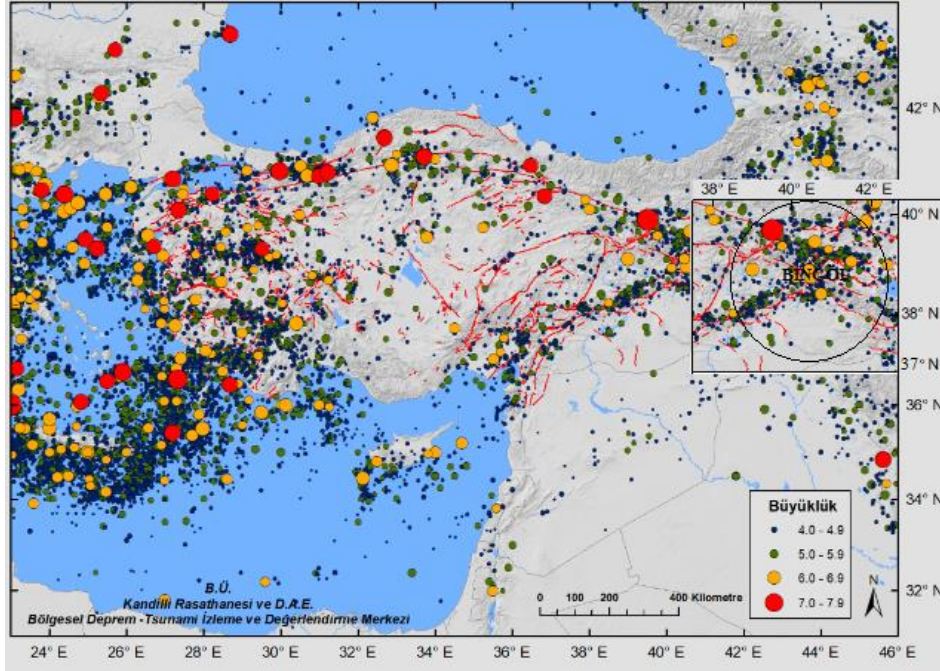 42° N
38° E 40° E 42° E
40° N
BİNGÖL
38° N
37° N
36° N
34° N
32° N
Büyüklük
4.0 - 4.9
5.0 - 5.9
6.0 - 6.9
7.0 - 7.9
N
0 100 200 400 Kilometre
B.Ü.
Kandilli Rasathanesi ve D.A.E.
Bölgesel Deprem -Tsunami İzleme ve Değerlendirme Merkezi
24° E 26° E 28° E 30° E 32° E 34° E 36° E 38° E 40° E 42° E 44° E 46° E